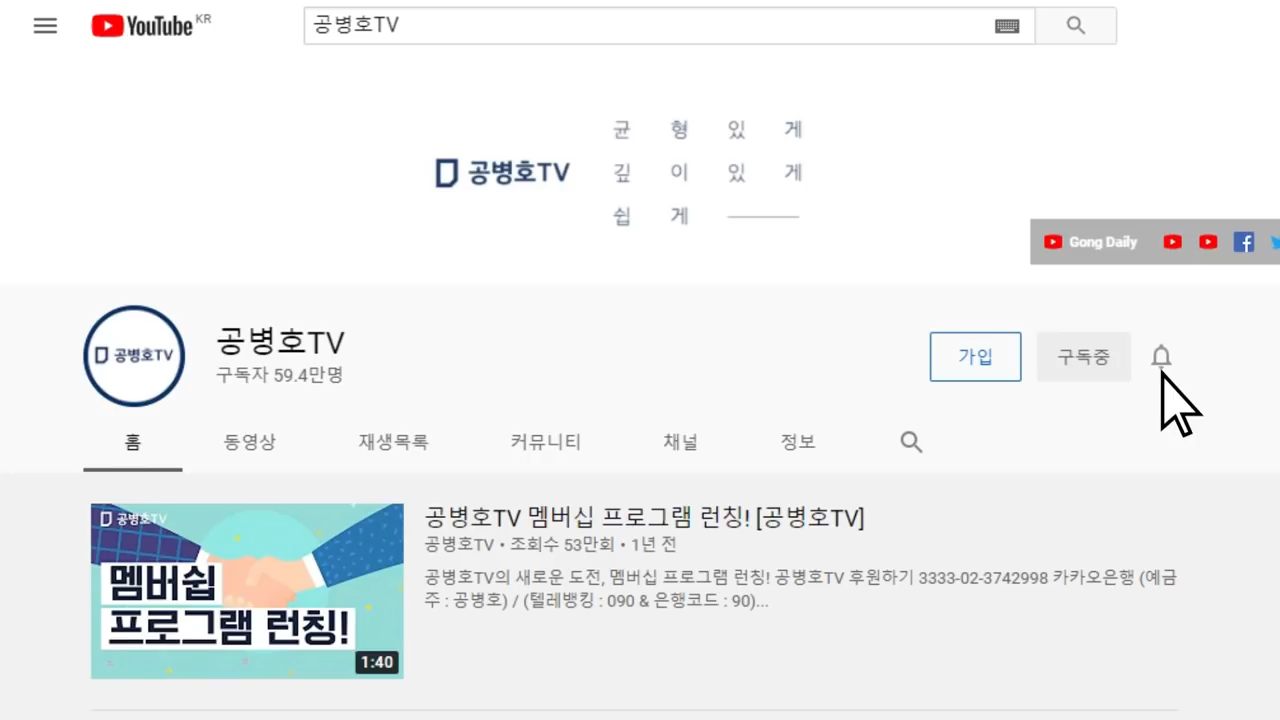 YouTube KR
공병호TV
균형있게
공병호TV
깊이있게
쉽게
Gong Daily
공병호TV
공병호TV
구독자 59.4만명
가입
구독중
홈
동영상
재생목록
커뮤니티
채널
정보
공병호TV
멤버쉽
프로그램 런칭!
1:40
공병호TV 멤버십 프로그램 런칭! [공병호TV]
공병호TV • 조회수 53만회 • 1년 전
공병호TV의 새로운 도전, 멤버십 프로그램 런칭! 공병호TV 후원하기 3333-02-3742998 카카오은행 (예금
주 : 공병호) / (텔레뱅킹 : 090 & 은행코드 : 90)...